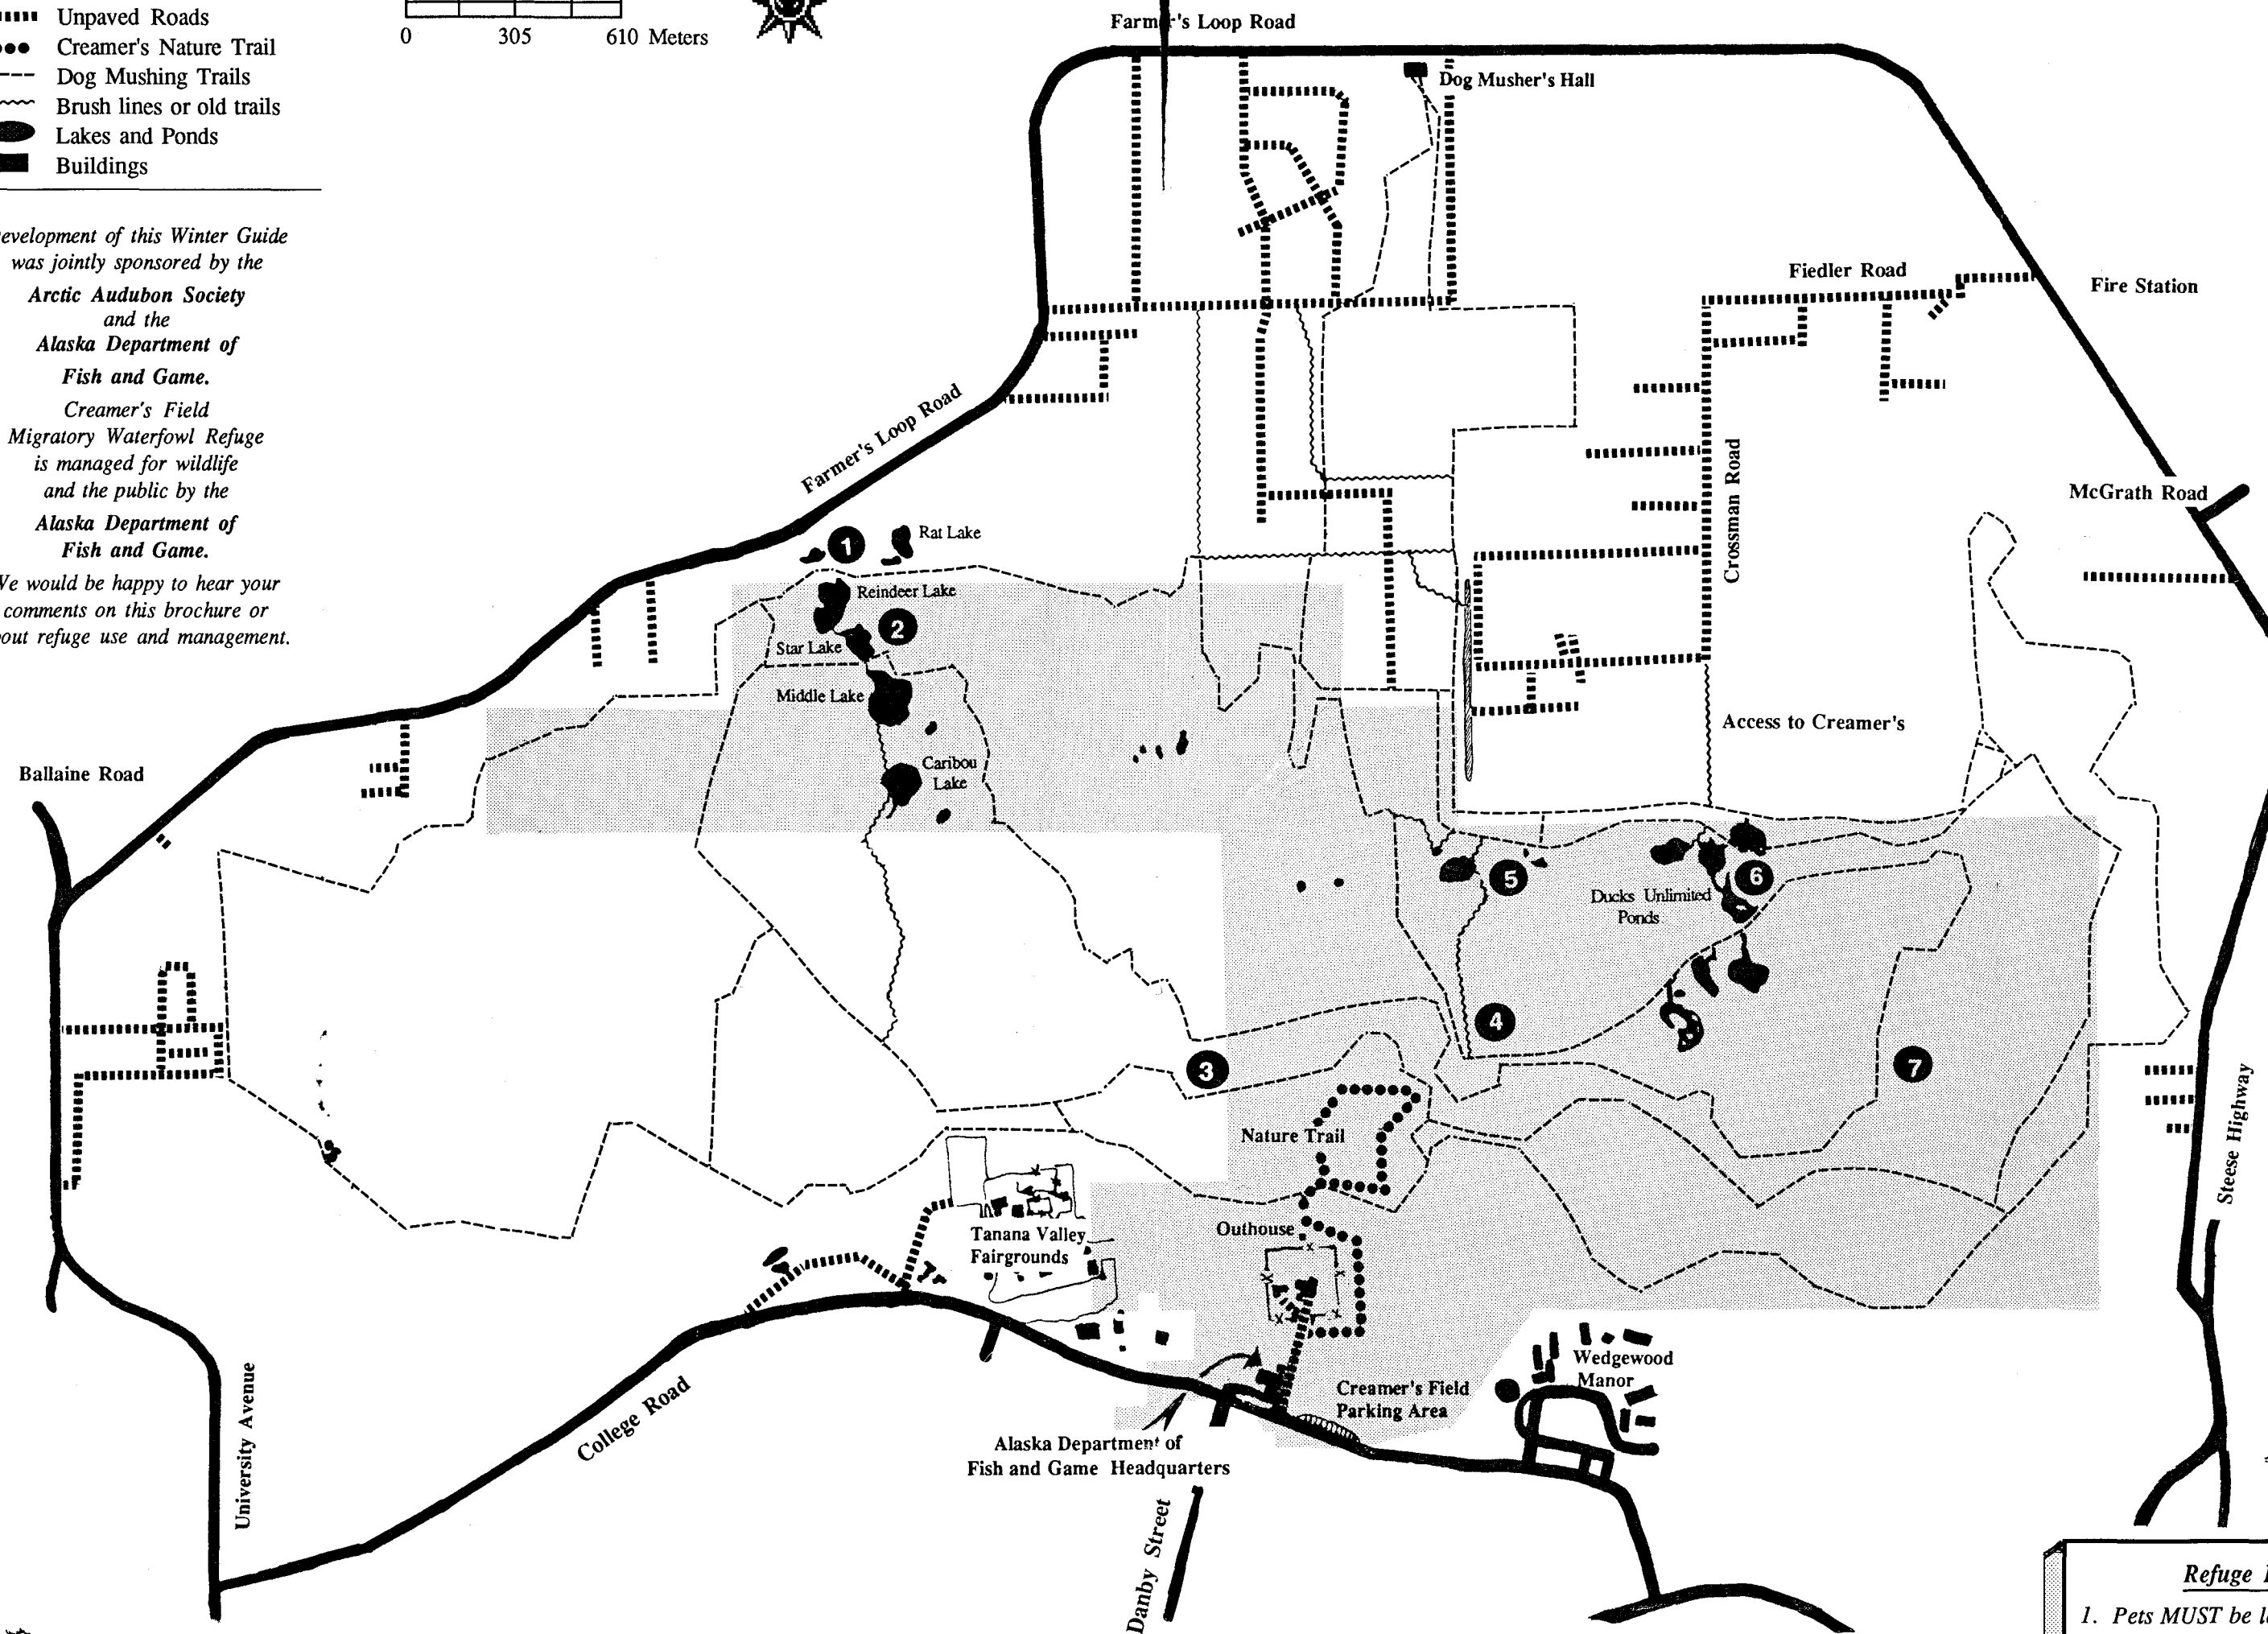 Unpaved Roads
Creamer's Nature Trail
Dog Mushing Trails
Brush lines or old trails
Lakes and Ponds
Buildings
0 305 610 Meters
evelopment of this Winter Guide
was jointly sponsored by the
Arctic Audubon Society
and the
Alaska Department of
Fish and Game.
Creamer's Field
Migratory Waterfowl Refuge
is managed for wildlife
and the public by the
Alaska Department of
Fish and Game.
We would be happy to hear your
comments on this brochure or
out refuge use and management.
Farmer's Loop Road
Dog Musher's Hall
Fiedler Road
Fire Station
Farmer's Loop Road
Crossman Road
McGrath Road
1
Rat Lake
Reindeer Lake
2
Star Lake
Middle Lake
Access to Creamer's
Caribou
Lake
Ballaine Road
5
6
Ducks Unlimited
Ponds
4
3
7
Nature Trail
Steese Highway
Outhouse
Tanana Valley
Fairgrounds
Wedgewood
Manor
Creamer's Field
Parking Area
College Road
University Avenue
Alaska Department of
Fish and Game Headquarters
Danby Street
Refuge
1. Pets MUST be